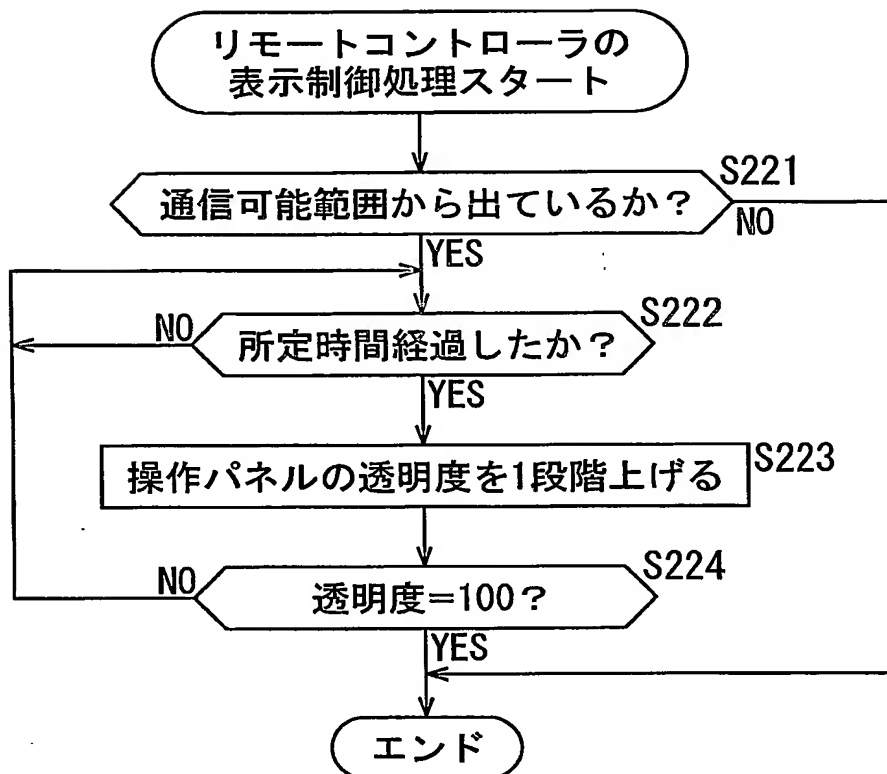 リモートコントローラの
表示制御処理スタート
S221
通信可能範囲から出ているか？
NO
YES
S222
NO
所定時間経過したか？
YES
S223
操作パネルの透明度を1段階上げる
S224
NO
透明度=100？
YES
エンド